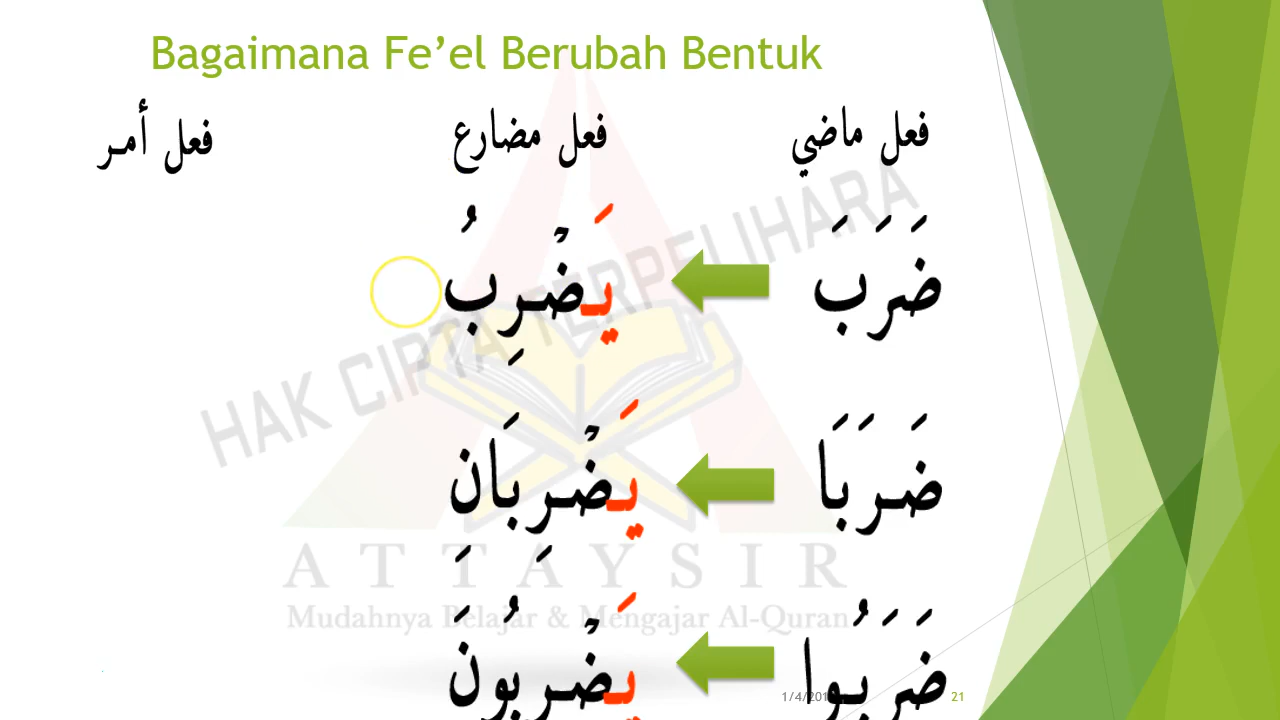 Bagaimana Fe’el Berubah Bentuk
فعل ماضي فعل مضارع فعل أمر
ضَرَبَ يَضْرِبُ
ضَرَبَا يَضْرِبَانِ
ضَرَبُوا يَضْرِبُونَ
HAK CIPTA TERPELIHARA
ATTAYSIR
Mudahnya Belajar & Mengajar Al-Quran
21